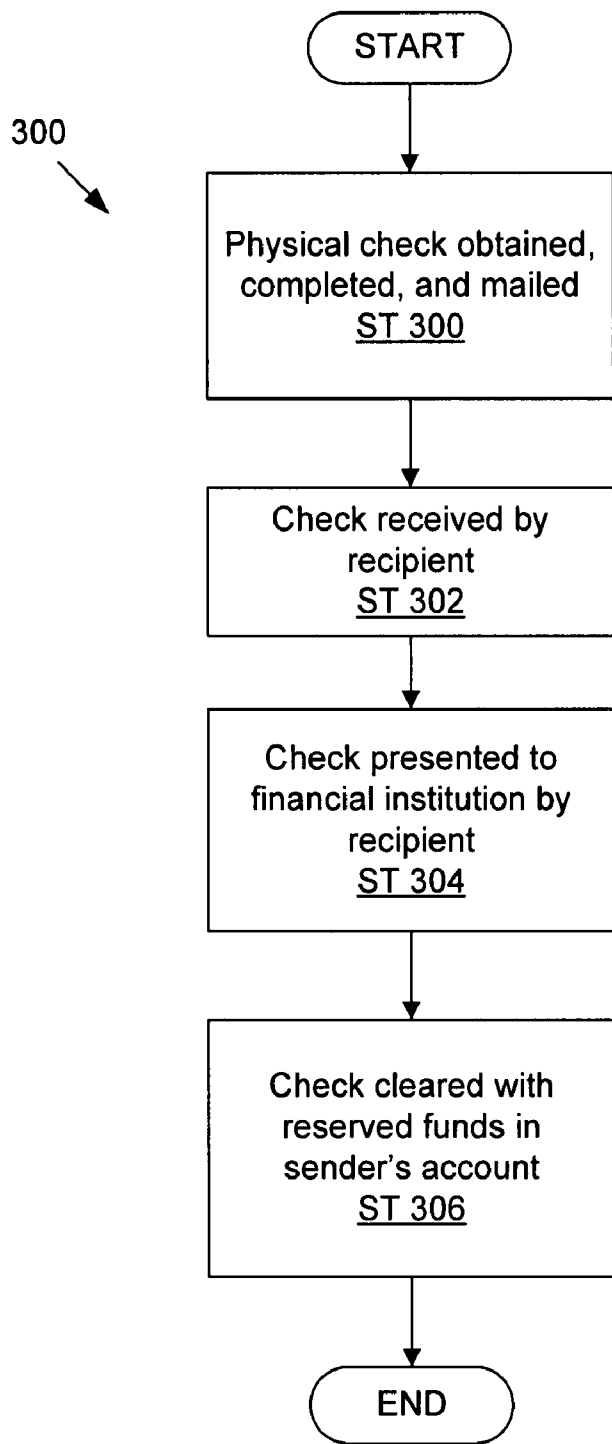 START
300
Physical check obtained,
completed, and mailed
ST 300
Check received by
recipient
ST 302
Check presented to
financial institution by
recipient
ST 304
Check cleared with
reserved funds in
sender's account
ST 306
END